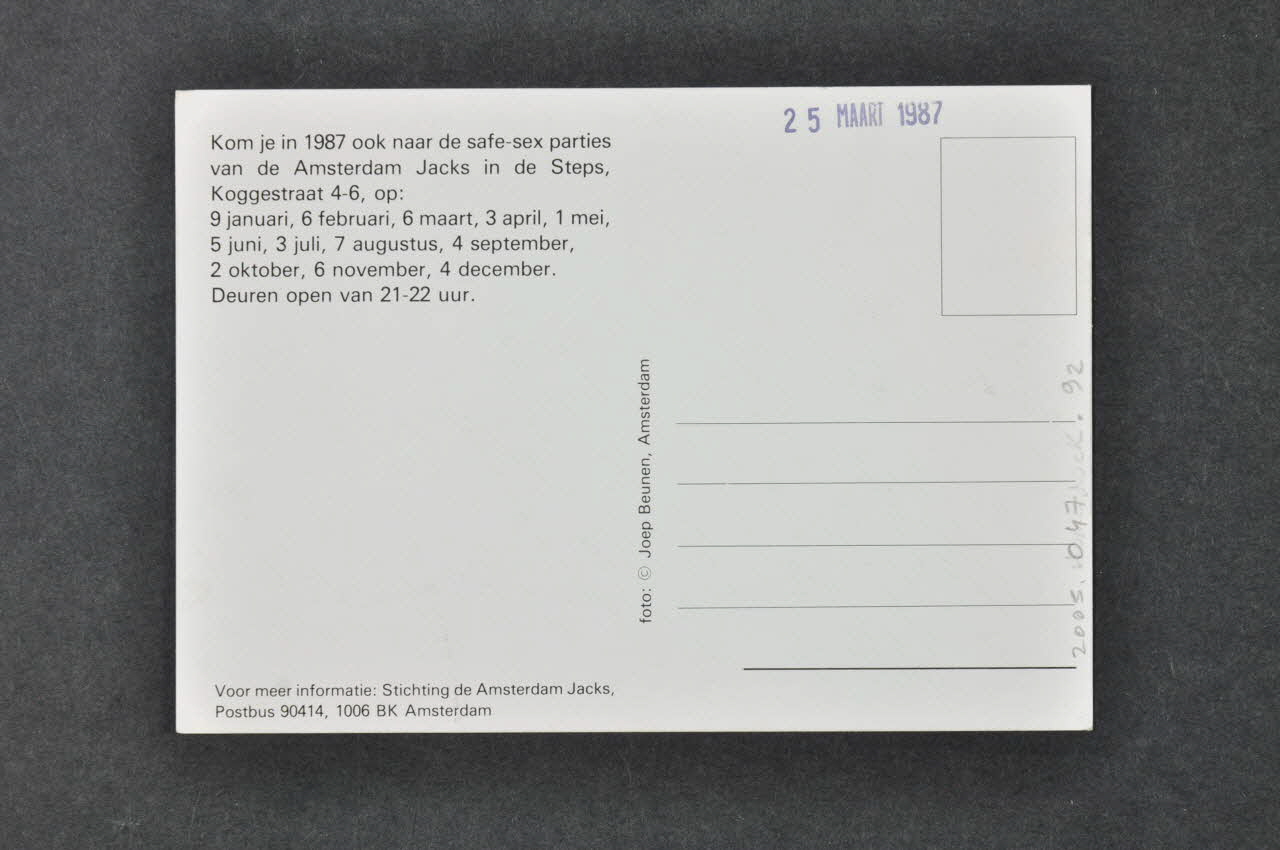 25 MAART 1987
Kom je in 1987 ook naar de safe-sex parties
van de Amsterdam Jacks in de Steps,
Koggestraat 4-6, op:
9 januari, 6 februari, 6 maart, 3 april, 1 mei,
5 juni, 3 juli, 7 augustus, 4 september,
2 oktober, 6 november, 4 december.
Deuren open van 21-22 uur.
foto: © Joep Beunen, Amsterdam
Voor meer informatie: Stichting de Amsterdam Jacks,
Postbus 90414, 1006 BK Amsterdam